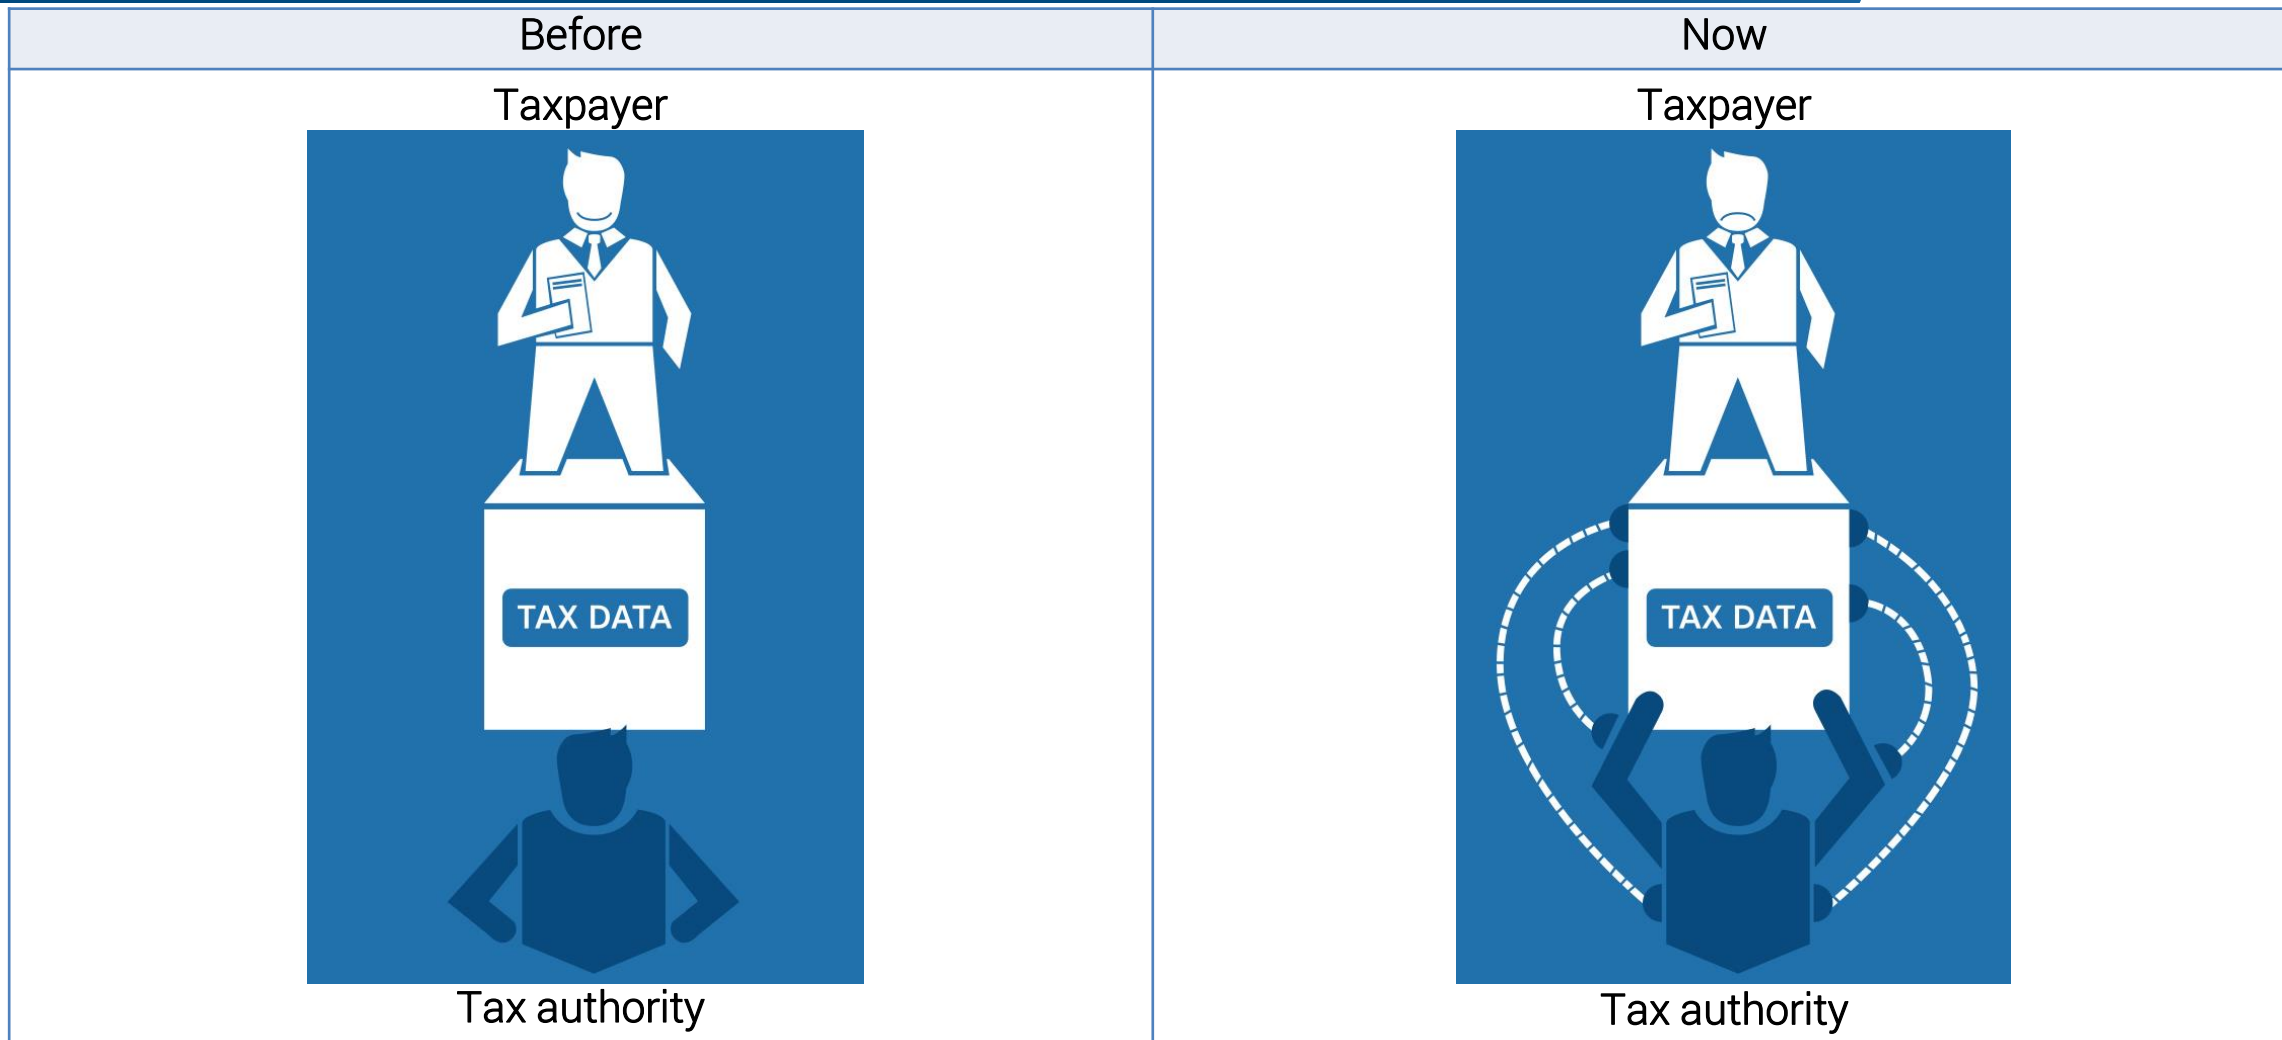 Before
Now
Taxpayer
Taxpayer
TAX DATA
TAX DATA
Tax authority
Tax authority